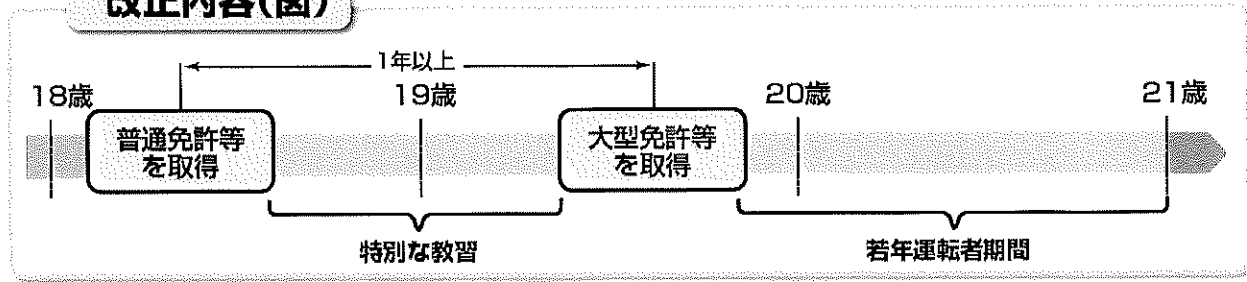 改正内容(図)
1年以上
18歳
19歳
20歳
21歳
普通免許等
を取得
大型免許等
を取得
特別な教習
若年運転者期間